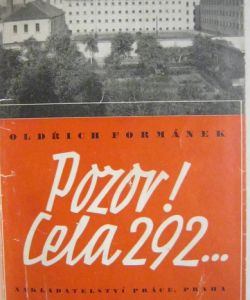 OLDŘICH FORMÁNEK
Pozor!
Cela 292...
NAKLADATELSTVÍ PRÁCE, PRAHA